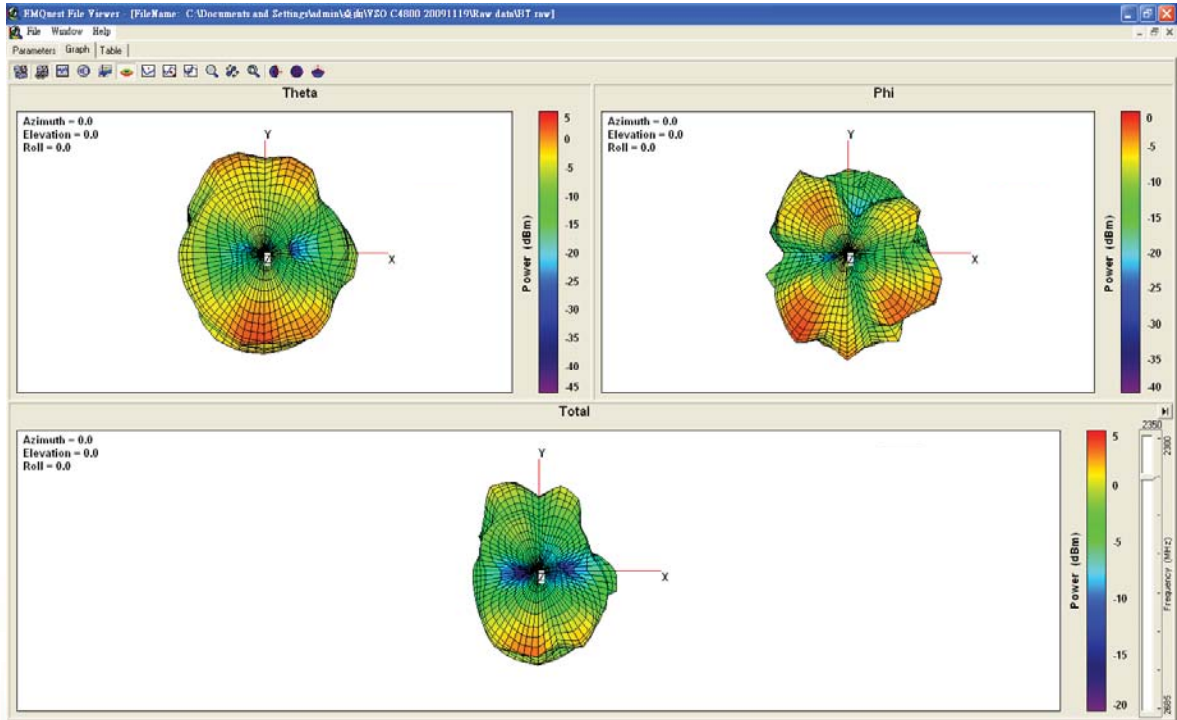 EMQuest File Viewer - [FileName: C:\Documents and Settings\admin\桌面\VSO C4800 20091119\Raw data\BT raw]
File Window Help
Parameters Graph Table
Theta
Azimuth = 0.0
Elevation = 0.0
Roll = 0.0
Y
X
Z
Power (dBm)
5
0
-5
-10
-15
-20
-25
-30
-35
-40
-45
Phi
Azimuth = 0.0
Elevation = 0.0
Roll = 0.0
Y
X
Z
Power (dBm)
0
-5
-10
-15
-20
-25
-30
-35
-40
Total
Azimuth = 0.0
Elevation = 0.0
Roll = 0.0
Y
X
Z
Power (dBm)
5
0
-5
-10
-15
-20
2350
2300
Frequency (MHz)
2685